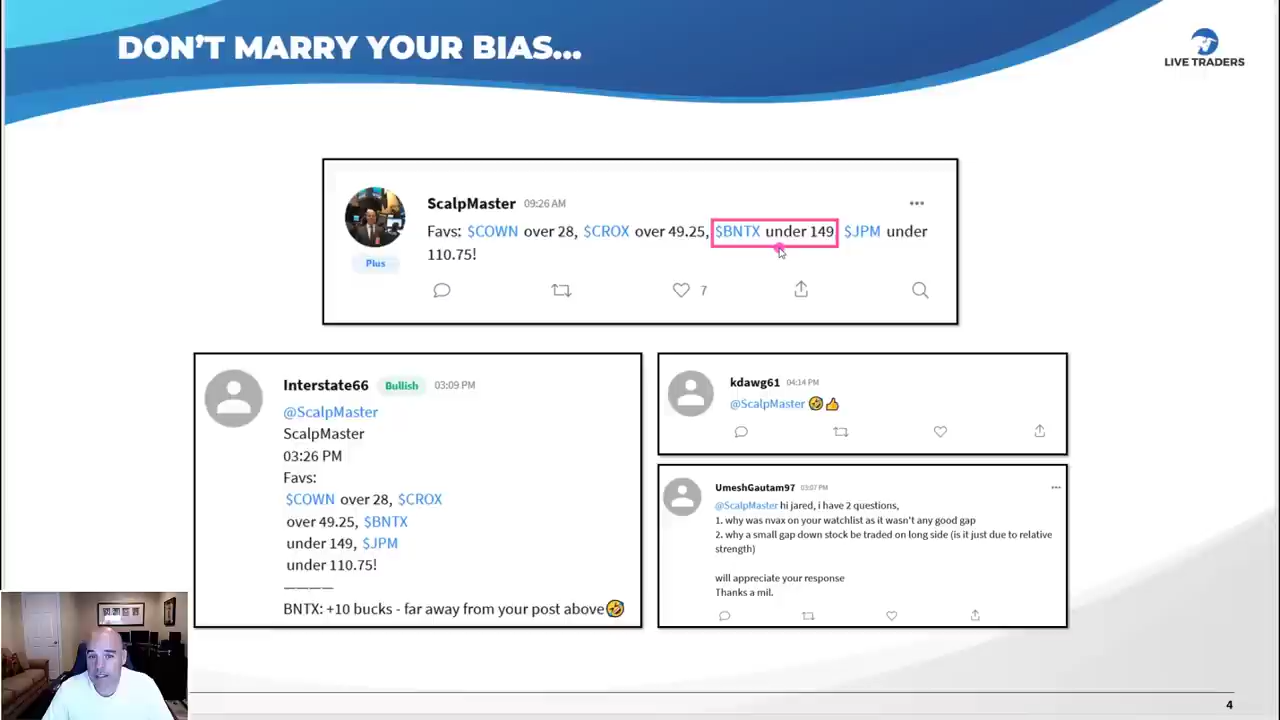 DON'T MARRY YOUR BIAS...
LIVE TRADERS
ScalpMaster 09:26 AM
Favs: $COWN over 28, $CROX over 49.25, $BNTX under 149 $JPM under
110.75!
Plus
7
Interstate66 Bullish 03:09 PM
@ScalpMaster
ScalpMaster
03:26 PM
Favs:
$COWN over 28, $CROX
over 49.25, $BNTX
under 149, $JPM
under 110.75!
————
BNTX: +10 bucks - far away from your post above🤣
kdawg61 04:14 PM
@ScalpMaster 🤣👍
UmeshGautam97 03:07 PM
@ScalpMaster hi jared, i have 2 questions,
1. why was nvax on your watchlist as it wasn't any good gap
2. why a small gap down stock be traded on long side (is it just due to relative
strength)
will appreciate your response
Thanks a mil.
4